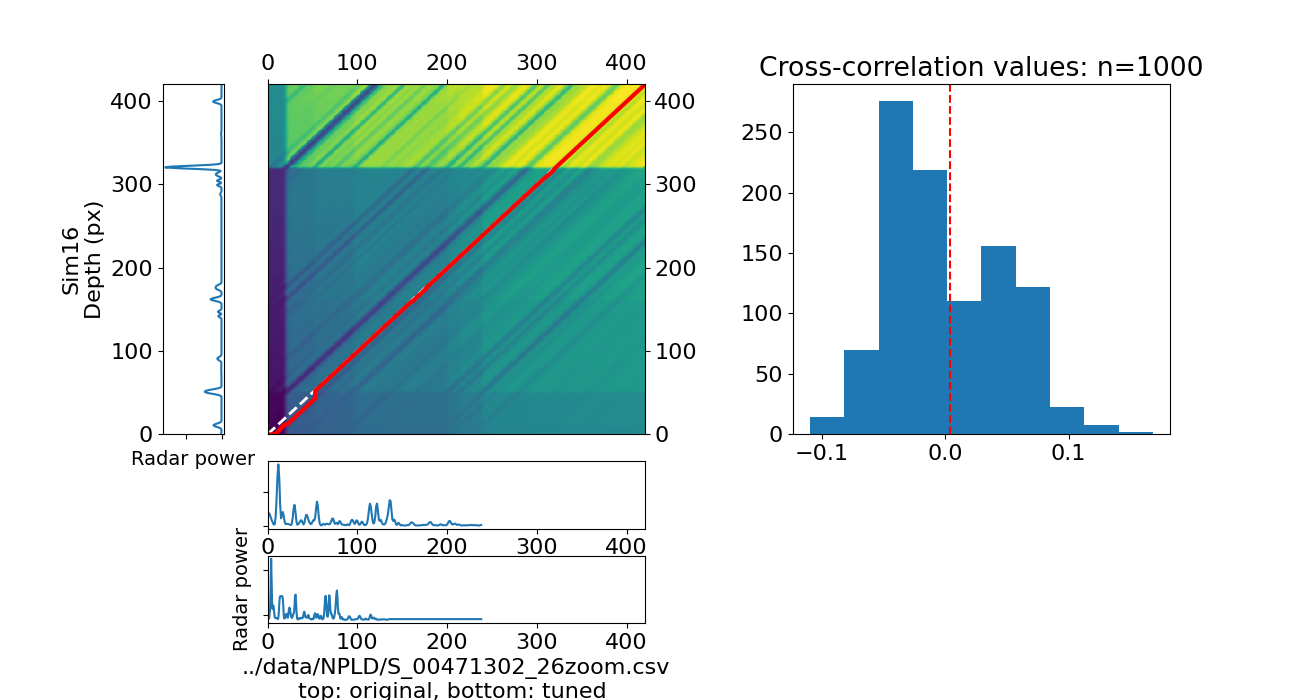 0 100 200 300 400
Cross-correlation values: n=1000
400
300
200
100
0
Sim16
Depth (px)
Radar power
400
300
200
100
0
250
200
150
100
50
0
−0.1 0.0 0.1
0 100 200 300 400
Radar power
0 100 200 300 400
../data/NPLD/S_00471302_26zoom.csv
top: original, bottom: tuned